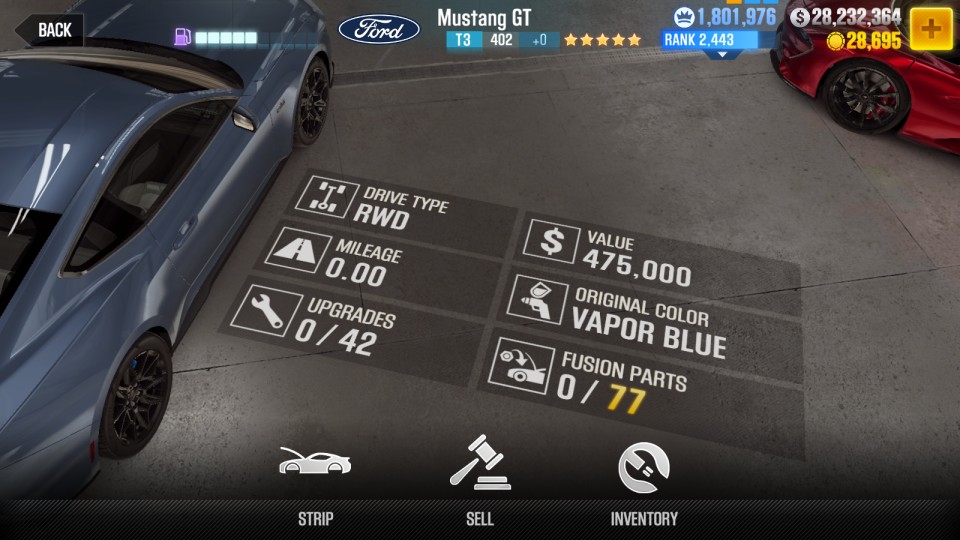 BACK
Ford
Mustang GT
T3 402 +0
1,801,976
RANK 2,443
$ 28,232,364
28,695
+
DRIVE TYPE
RWD
MILEAGE
0.00
UPGRADES
0 / 42
$
VALUE
475,000
ORIGINAL COLOR
VAPOR BLUE
FUSION PARTS
0 / 77
STRIP
SELL
INVENTORY